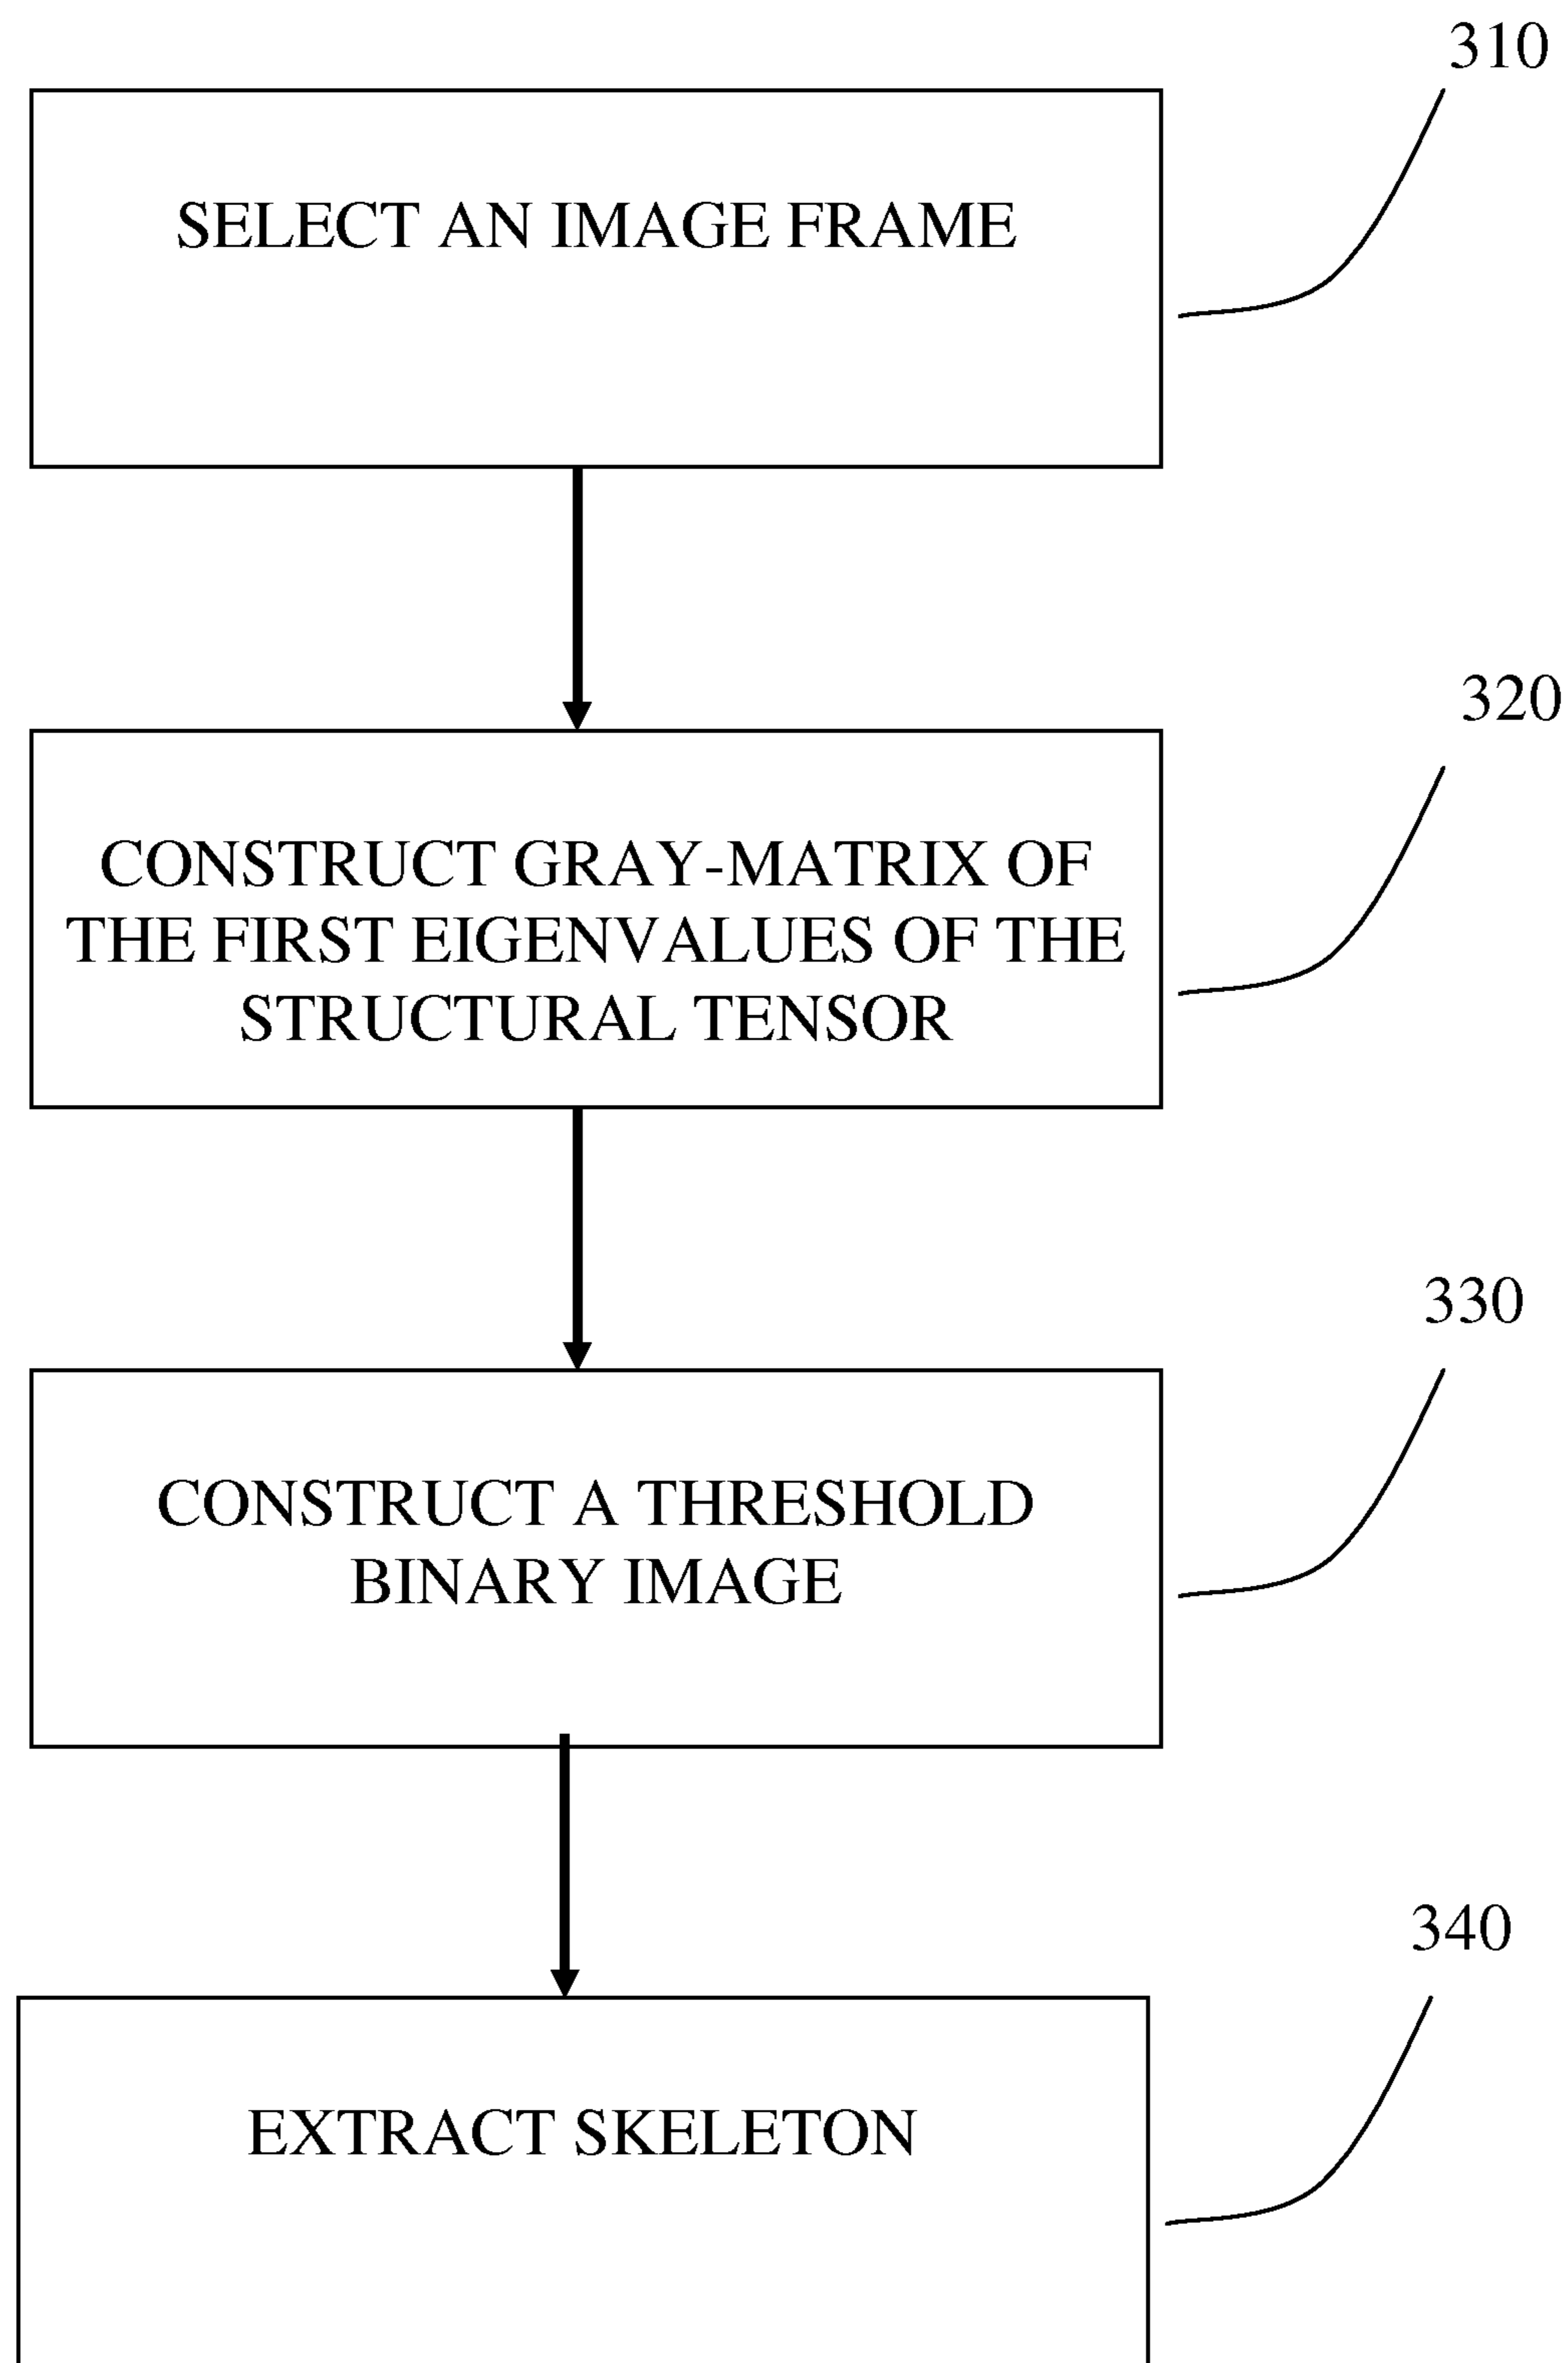 310
SELECT AN IMAGE FRAME
320
CONSTRUCT GRAY-MATRIX OF
THE FIRST EIGENVALUES OF THE
STRUCTURAL TENSOR
330
CONSTRUCT A THRESHOLD
BINARY IMAGE
340
EXTRACT SKELETON